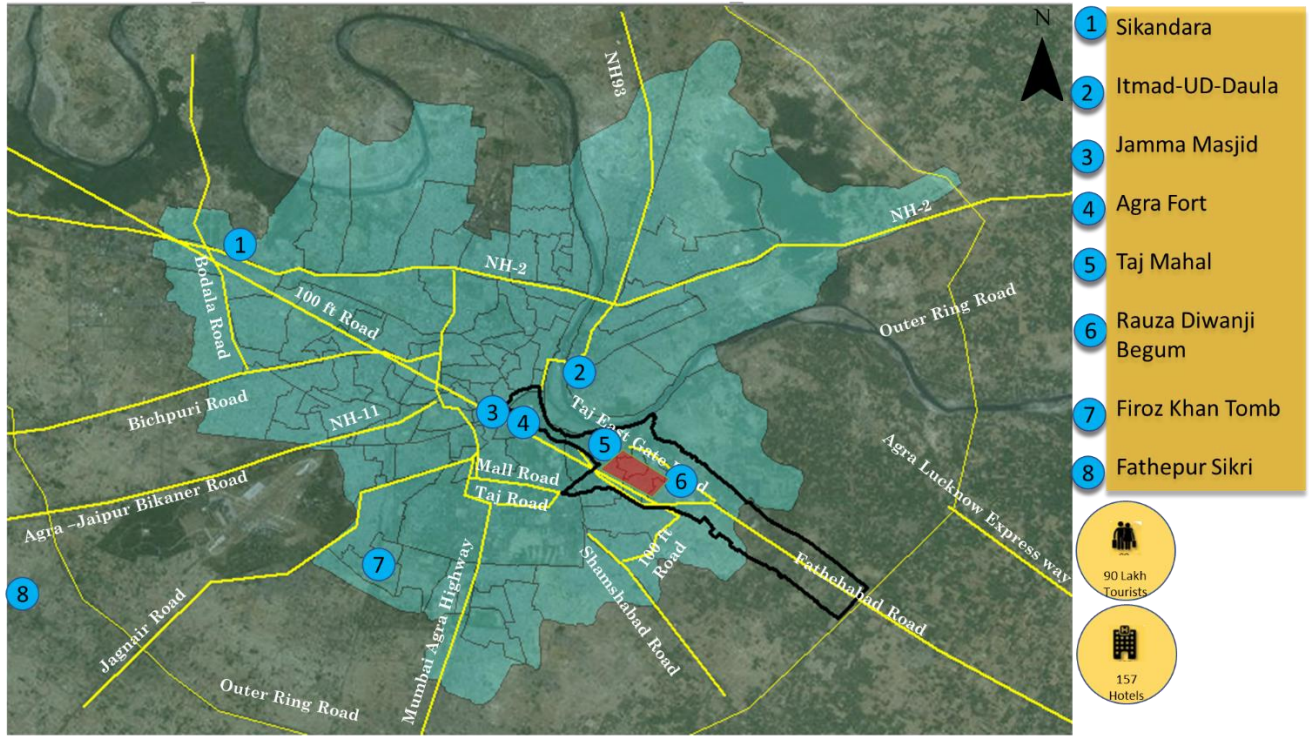 N
NH93
NH-2
NH-2
Bodala Road
100 ft Road
Outer Ring Road
Bichpuri Road
NH-11
Taj East Gate Road
Mall Road
Taj Road
Agra –Jaipur Bikaner Road
Agra Lucknow Express way
100 ft
Road
Shamshabad Road
Fathehabad Road
Mumbai Agra Highway
Jagnair Road
Outer Ring Road
1
2
3
4
5
6
7
8
1 Sikandara
2 Itmad-UD-Daula
3 Jamma Masjid
4 Agra Fort
5 Taj Mahal
6 Rauza Diwanji
Begum
7 Firoz Khan Tomb
8 Fathepur Sikri
90 Lakh
Tourists
157
Hotels